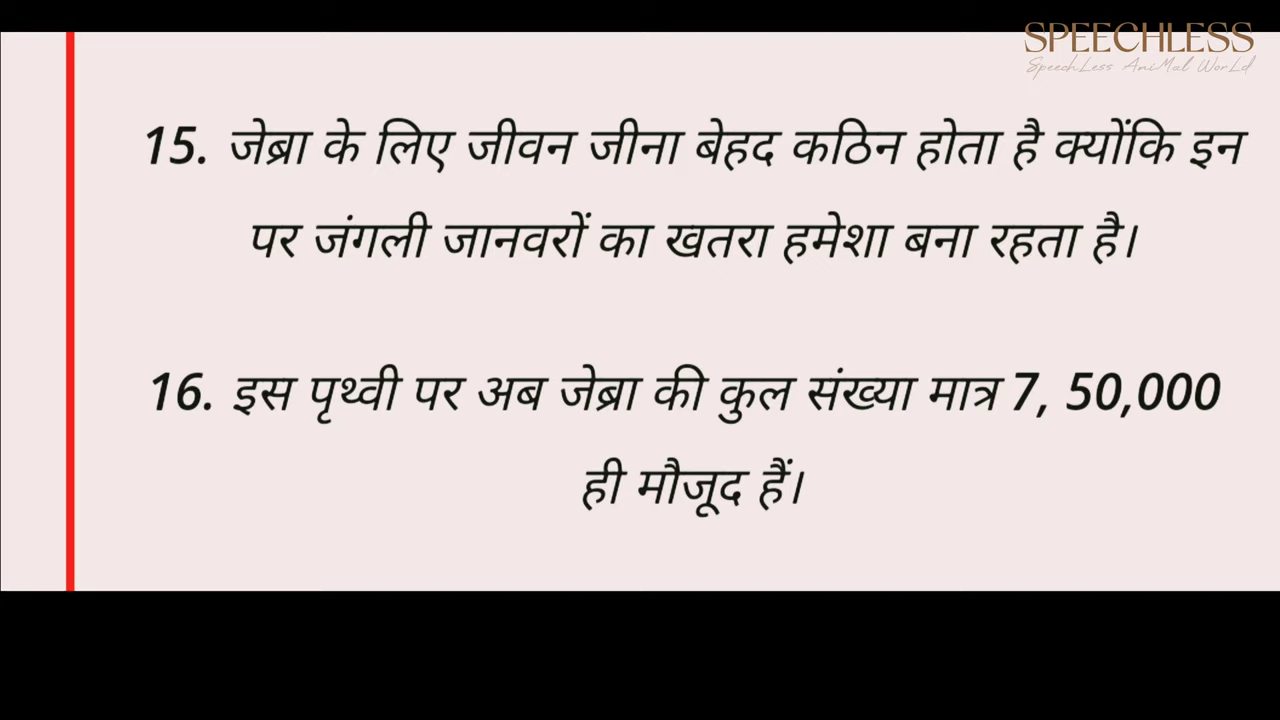 SPEECHLESS
SpeechLess AniMal WorLd
15. जेब्रा के लिए जीवन जीना बेहद कठिन होता है क्योंकि इन
पर जंगली जानवरों का खतरा हमेशा बना रहता है।
16. इस पृथ्वी पर अब जेब्रा की कुल संख्या मात्र 7, 50,000
ही मौजूद हैं।